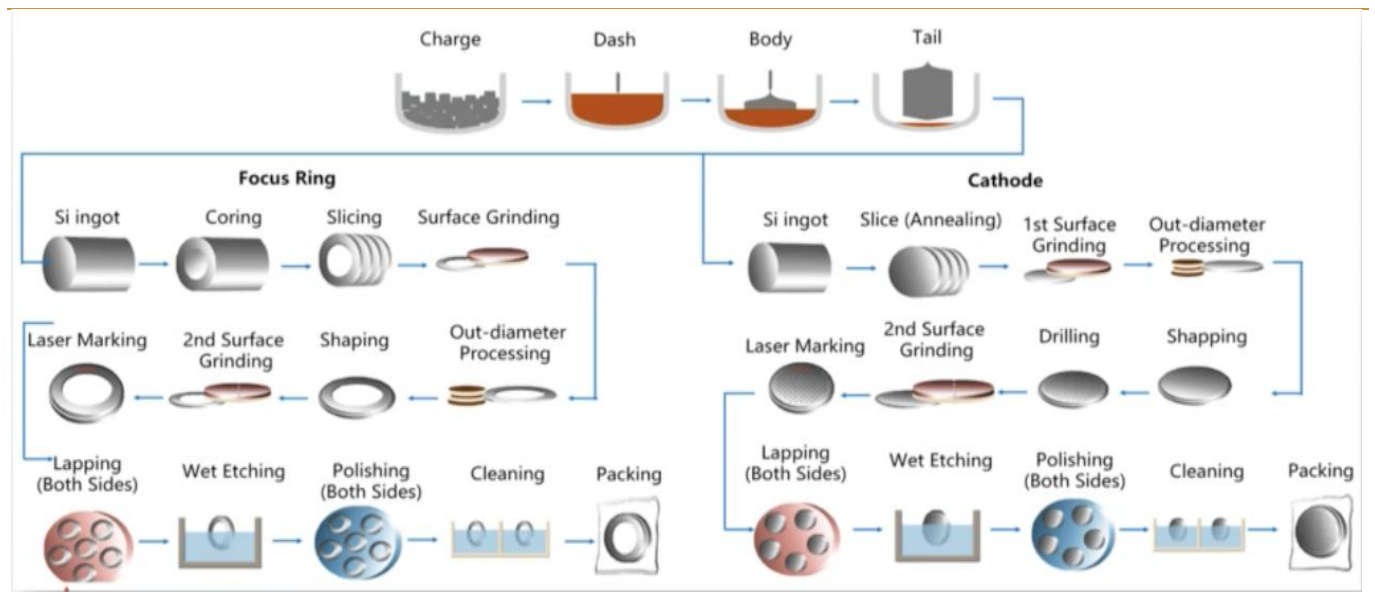 Charge
Dash
Body
Tail
Focus Ring
Si ingot
Coring
Slicing
Surface Grinding
Out-diameter
Processing
Shaping
2nd Surface
Grinding
Laser Marking
Lapping
(Both Sides)
Wet Etching
Polishing
(Both Sides)
Cleaning
Packing
Cathode
Si ingot
Slice (Annealing)
1st Surface
Grinding
Out-diameter
Processing
Shapping
Drilling
2nd Surface
Grinding
Laser Marking
Lapping
(Both Sides)
Wet Etching
Polishing
(Both Sides)
Cleaning
Packing